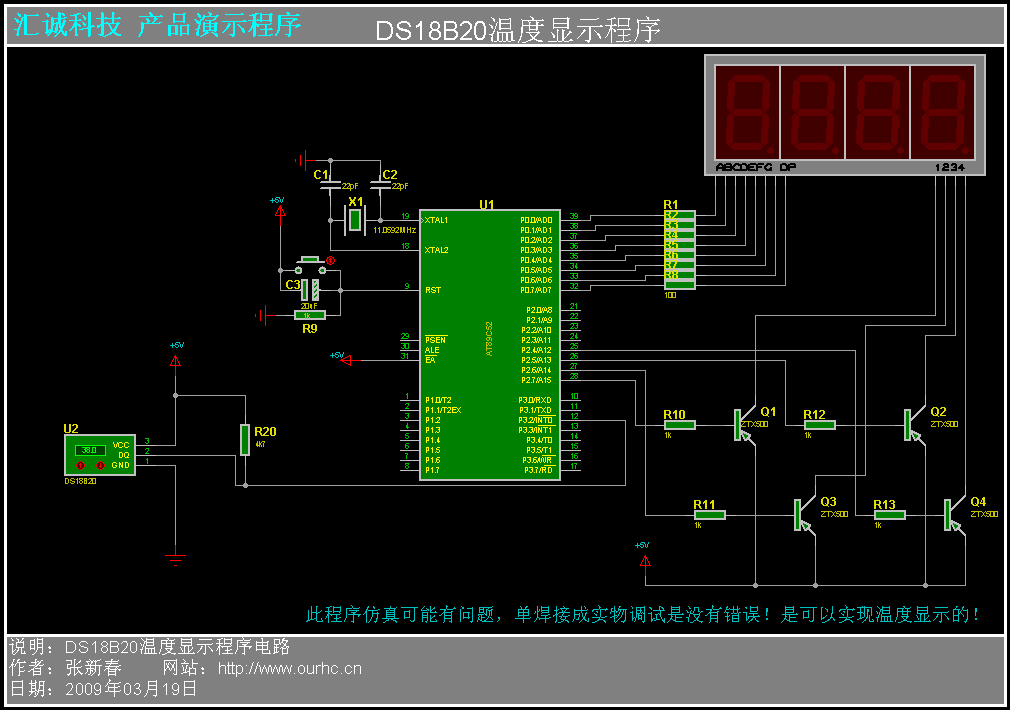 汇诚科技 产品演示程序
DS18B20温度显示程序
ABCDEFG DP
1234
C1
22pF
C2
22pF
X1
11.0592MHz
+5V
C3
20uF
1k
R9
+5V
U1
AT89C52
19 XTAL1
18 XTAL2
9 RST
29 PSEN
30 ALE
31 EA
1 P1.0/T2
2 P1.1/T2EX
3 P1.2
4 P1.3
5 P1.4
6 P1.5
7 P1.6
8 P1.7
P0.0/AD0 39
P0.1/AD1 38
P0.2/AD2 37
P0.3/AD3 36
P0.4/AD4 35
P0.5/AD5 34
P0.6/AD6 33
P0.7/AD7 32
P2.0/A8 21
P2.1/A9 22
P2.2/A10 23
P2.3/A11 24
P2.4/A12 25
P2.5/A13 26
P2.6/A14 27
P2.7/A15 28
P3.0/RXD 10
P3.1/TXD 11
P3.2/INT0 12
P3.3/INT1 13
P3.4/T0 14
P3.5/T1 15
P3.6/WR 16
P3.7/RD 17
R1
R2
R3
R4
R5
R6
R7
R8
100
+5V
U2
38.0
VCC 3
DQ 2
GND 1
DS18B20
R20
4k7
R10
1k
Q1
ZTX500
R12
1k
Q2
ZTX500
R11
1k
Q3
ZTX500
R13
1k
Q4
ZTX500
+5V
此程序仿真可能有问题，单焊接成实物调试是没有错误！是可以实现温度显示的！
说明：DS18B20温度显示程序电路
作者：张新春 网站：http://www.ourhc.cn
日期：2009年03月19日